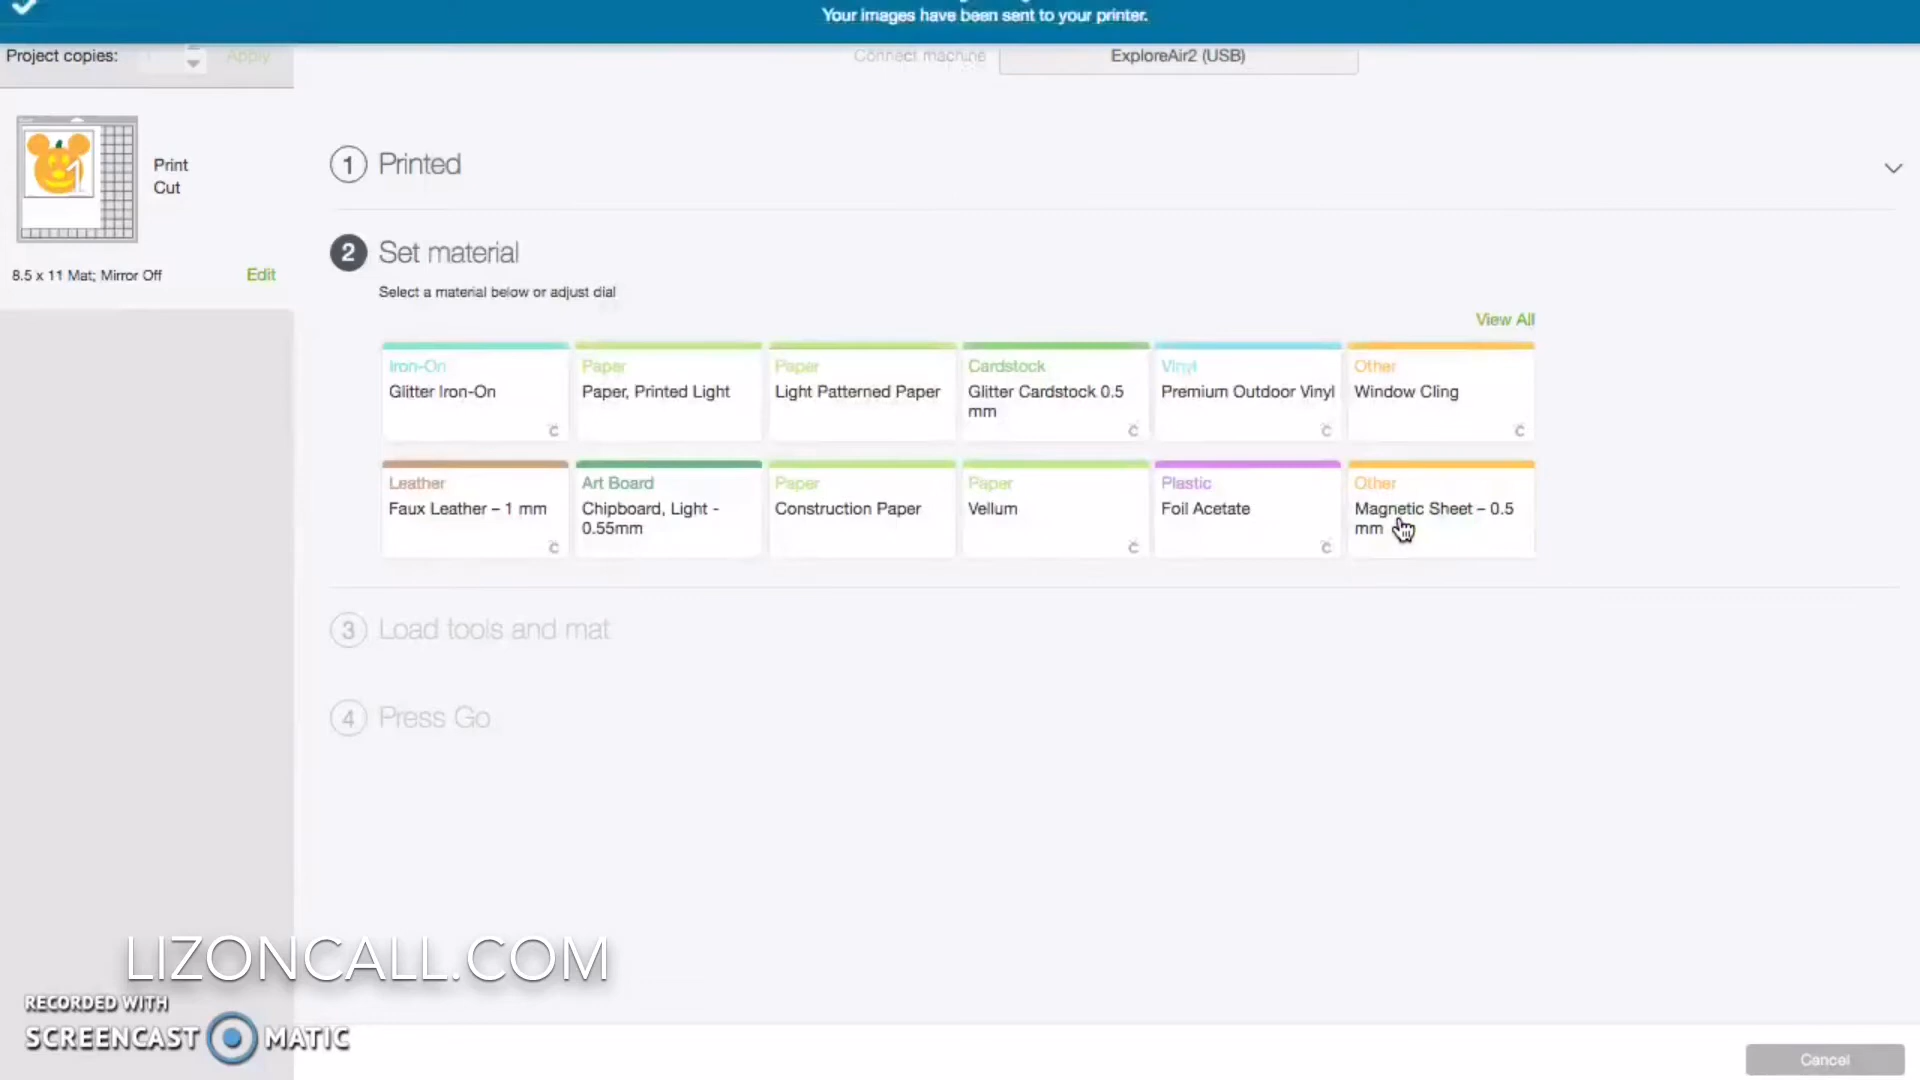 Your images have been sent to your printer.
Project copies:
Apply
Connect machine
ExploreAir2 (USB)
Print
Cut
1
8.5 x 11 Mat; Mirror Off
Edit
1 Printed
2 Set material
Select a material below or adjust dial
View All
Iron-On
Glitter Iron-On
Paper
Paper, Printed Light
Paper
Light Patterned Paper
Cardstock
Glitter Cardstock 0.5
mm
Vinyl
Premium Outdoor Vinyl
Other
Window Cling
Leather
Faux Leather – 1 mm
Art Board
Chipboard, Light -
0.55mm
Paper
Construction Paper
Paper
Vellum
Plastic
Foil Acetate
Other
Magnetic Sheet – 0.5
mm
3 Load tools and mat
4 Press Go
LIZONCALL.COM
RECORDED WITH
SCREENCAST MATIC
Cancel